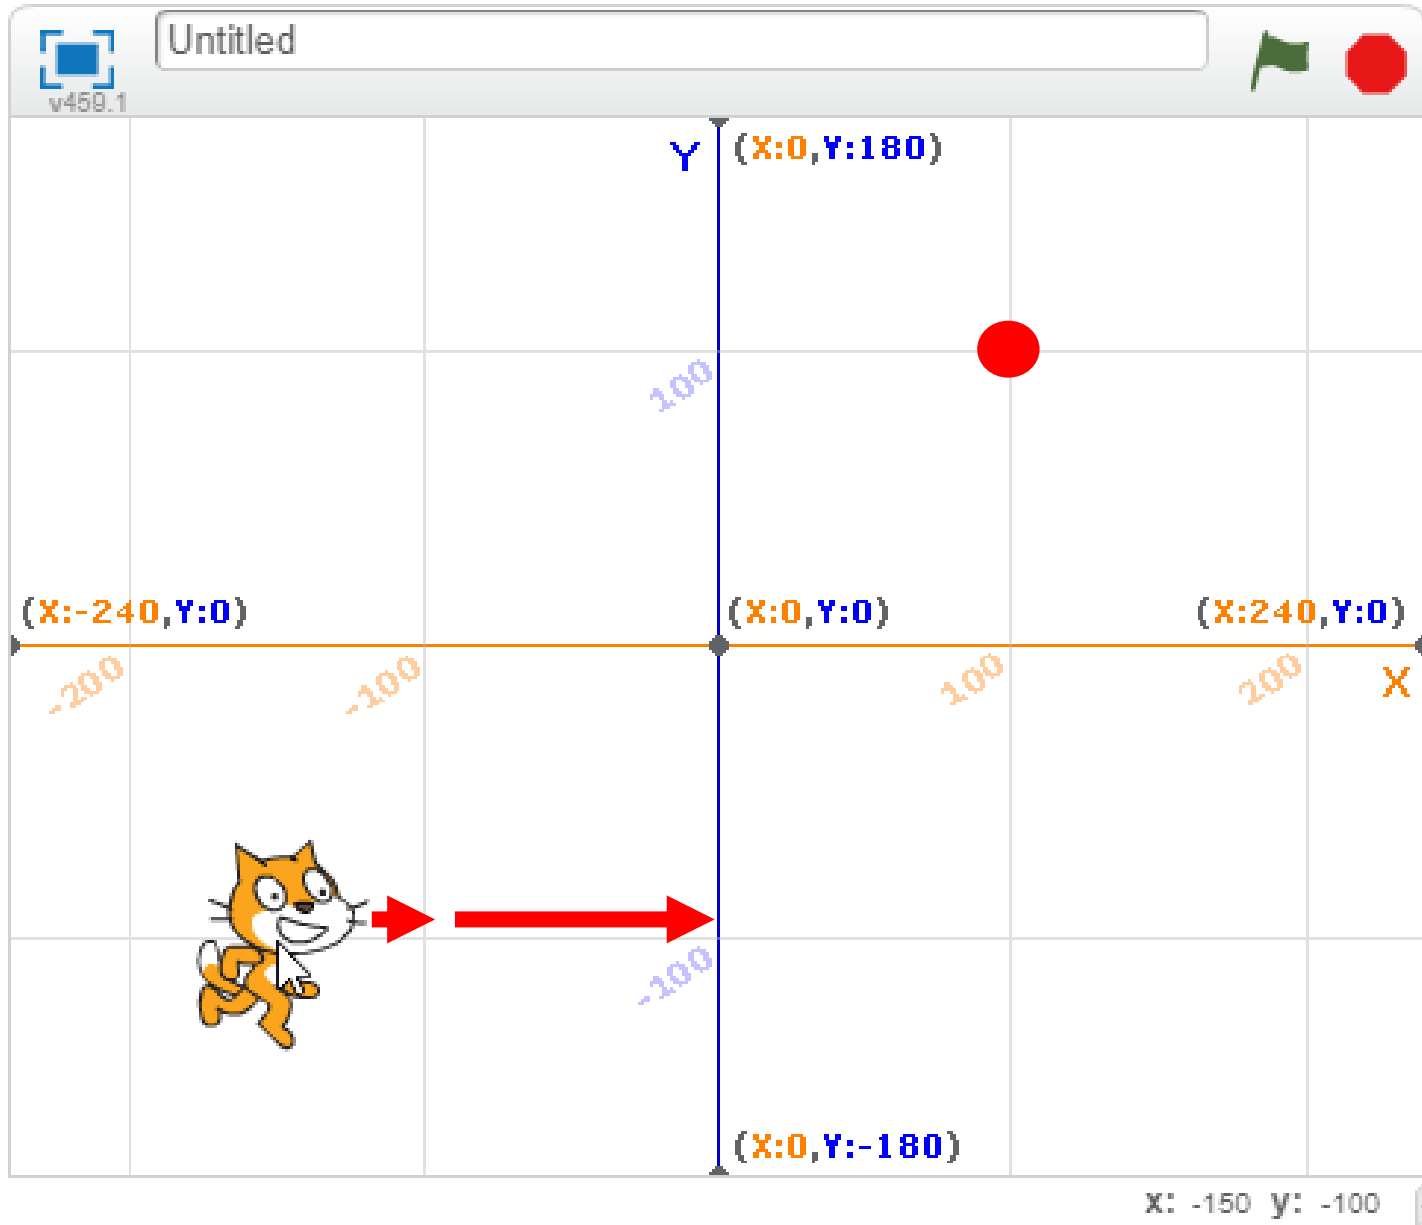 Untitled
v459.1
Y (X:0,Y:180)
100
(X:-240,Y:0) (X:0,Y:0) (X:240,Y:0)
-200 -100 100 200 X
-100
(X:0,Y:-180)
x: -150 y: -100